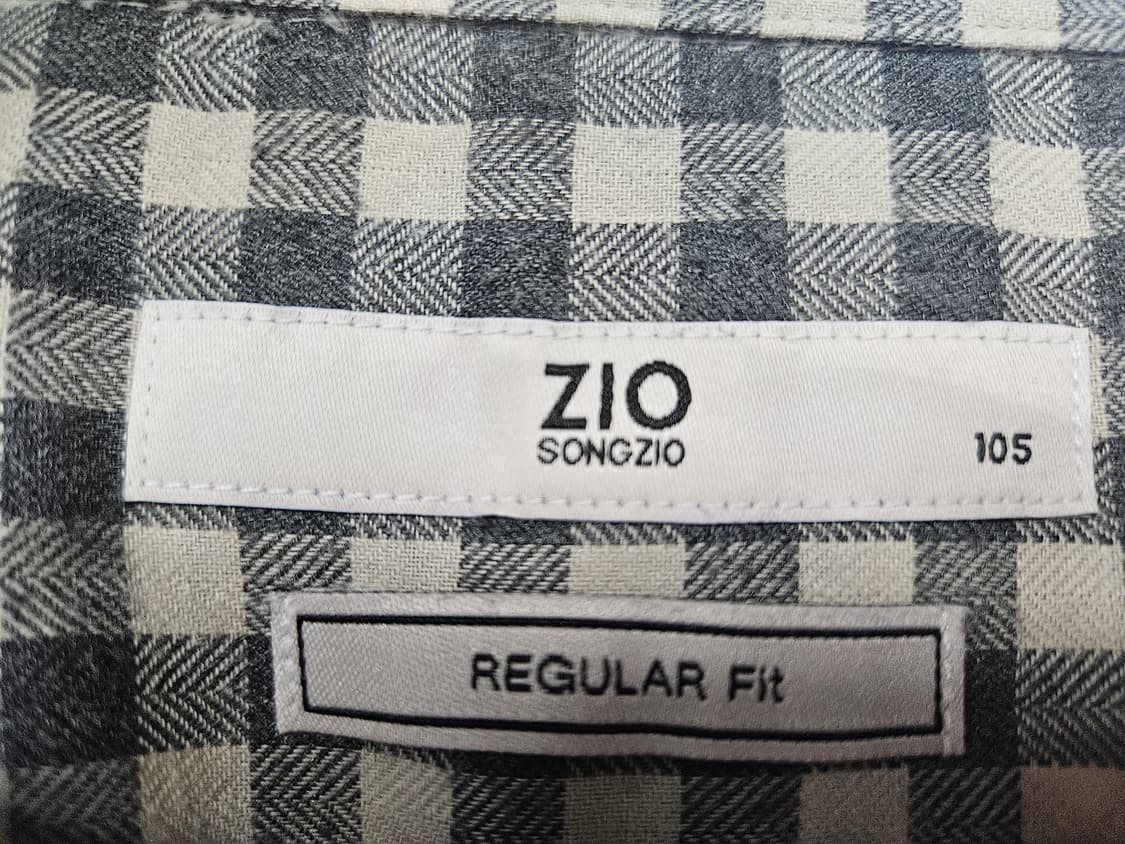 ZIO
SONGZIO
105
REGULAR Fit